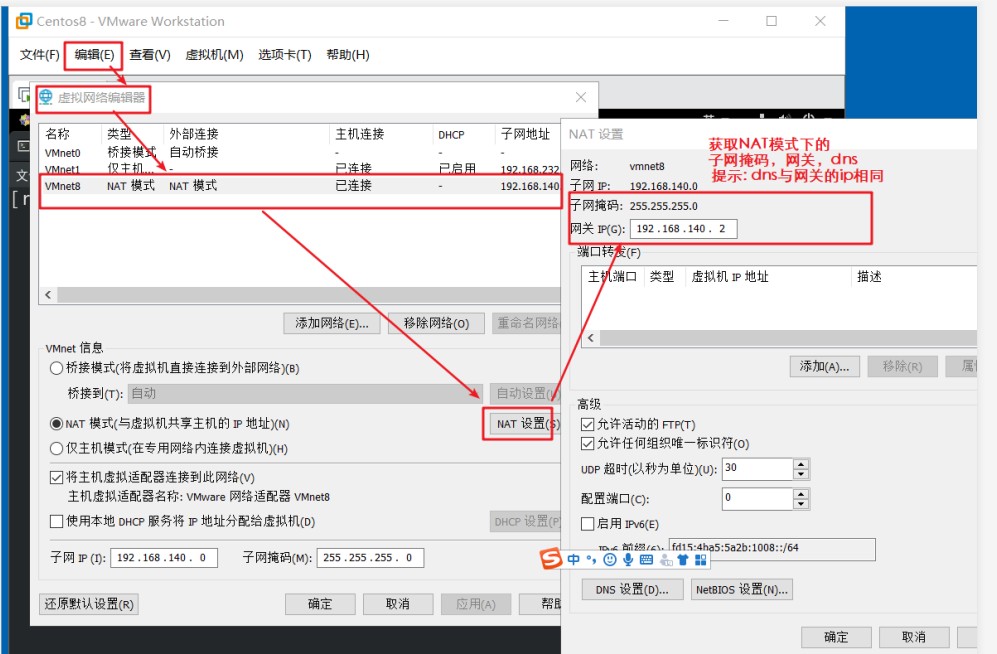 Centos8 - VMware Workstation
文件(F) 编辑(E) 查看(V) 虚拟机(M) 选项卡(T) 帮助(H)
虚拟网络编辑器
名称 类型 外部连接 主机连接 DHCP 子网地址
VMnet0 桥接模式 自动桥接 - -
VMnet1 仅主机... - 已连接 已启用 192.168.232
VMnet8 NAT 模式 NAT 模式 已连接 - 192.168.140
添加网络(E)... 移除网络(O) 重命名网络
VMnet 信息
桥接模式(将虚拟机直接连接到外部网络)(B)
桥接到(T): 自动 自动设置(U)
NAT 模式(与虚拟机共享主机的 IP 地址)(N) NAT 设置(S)
仅主机模式(在专用网络内连接虚拟机)(H)
将主机虚拟适配器连接到此网络(V)
主机虚拟适配器名称: VMware 网络适配器 VMnet8
使用本地 DHCP 服务将 IP 地址分配给虚拟机(D) DHCP 设置(P)
子网 IP (I): 192.168.140. 0 子网掩码(M): 255.255.255. 0
还原默认设置(R) 确定 取消 应用(A) 帮助
NAT 设置
获取NAT模式下的
子网掩码，网关，dns
提示: dns与网关的ip相同
网络: vmnet8
子网 IP: 192.168.140.0
子网掩码: 255.255.255.0
网关 IP(G): 192.168.140. 2
端口转发(F)
主机端口 类型 虚拟机 IP 地址 描述
添加(A)... 移除(R)
高级
允许活动的 FTP(T)
允许任何组织唯一标识符(O)
UDP 超时(以秒为单位)(U): 30
配置端口(C): 0
启用 IPv6(E)
IPv6 前缀(6): fd15:4ba5:5a2b:1008::/64
中
DNS 设置(D)... NetBIOS 设置(N)...
确定 取消